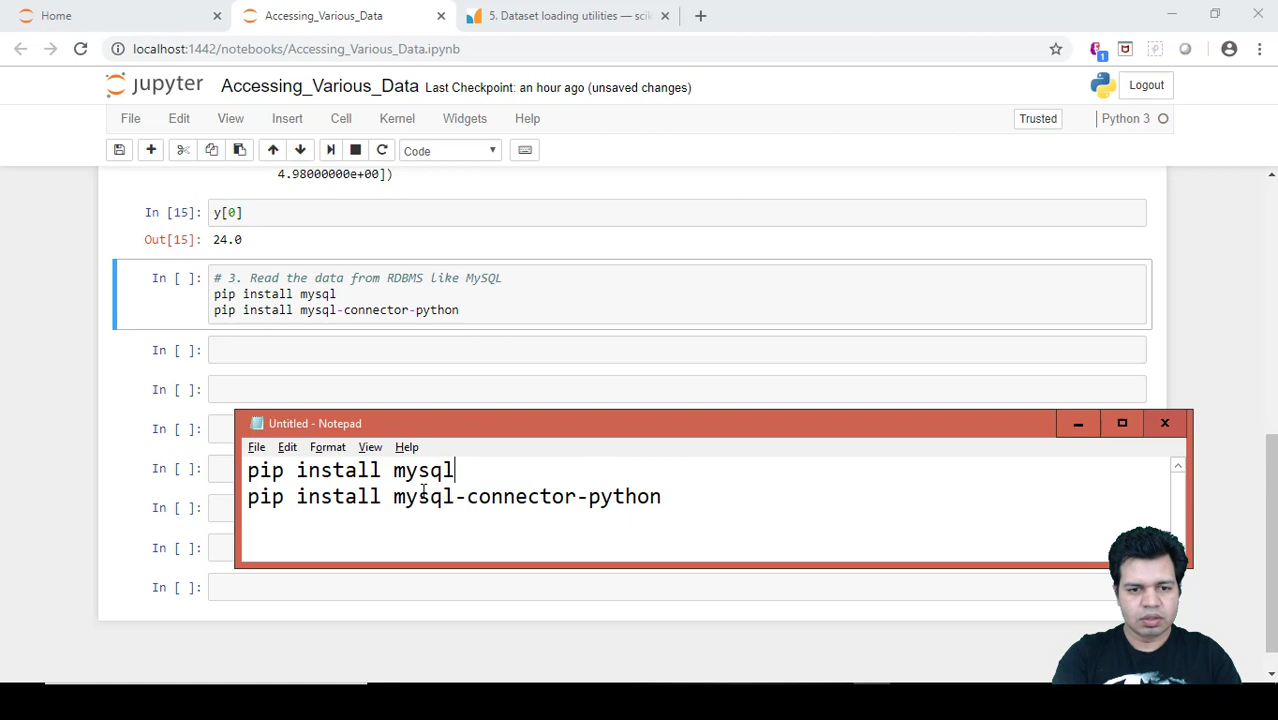 Home
Accessing_Various_Data
5. Dataset loading utilities — scik
localhost:1442/notebooks/Accessing_Various_Data.ipynb
1
jupyter
Accessing_Various_Data
Last Checkpoint: an hour ago (unsaved changes)
Logout
File Edit View Insert Cell Kernel Widgets Help
Trusted
Python 3
Code
4.98000000e+00])
In [15]: y[0]
Out[15]: 24.0
In [ ]: # 3. Read the data from RDBMS like MySQL
pip install mysql
pip install mysql-connector-python
In [ ]:
In [ ]:
In [ ]:
In [ ]:
In [ ]:
In [ ]:
In [ ]:
Untitled - Notepad
File Edit Format View Help
pip install mysql
pip install mysql-connector-python